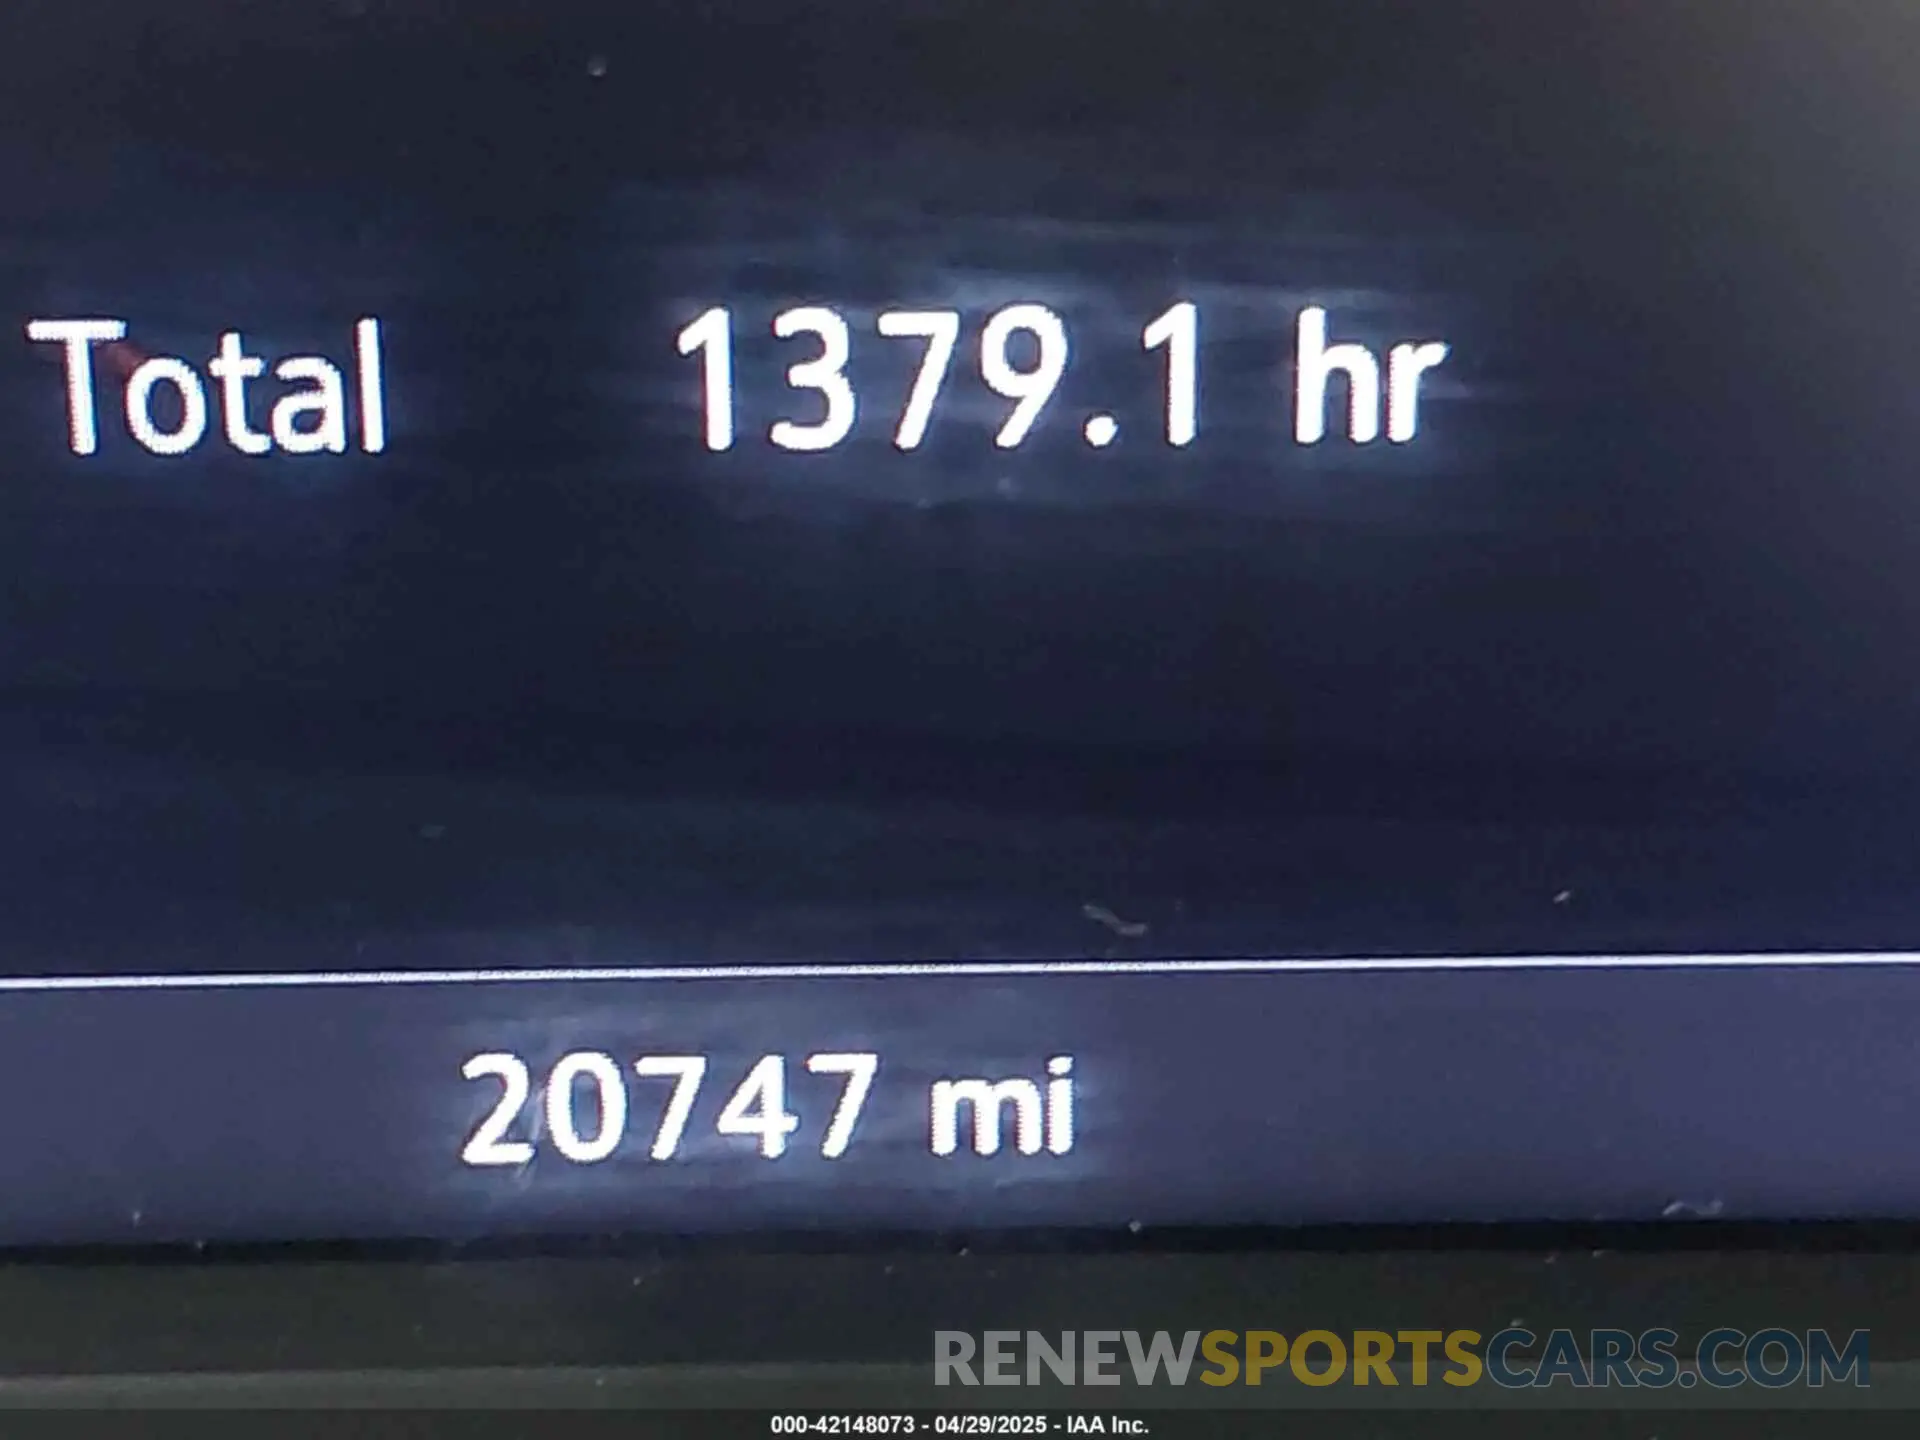 Total 1379.1 hr
20747 mi
RENEWSPORTSCARS.COM
000-42148073 - 04/29/2025 - IAA Inc.